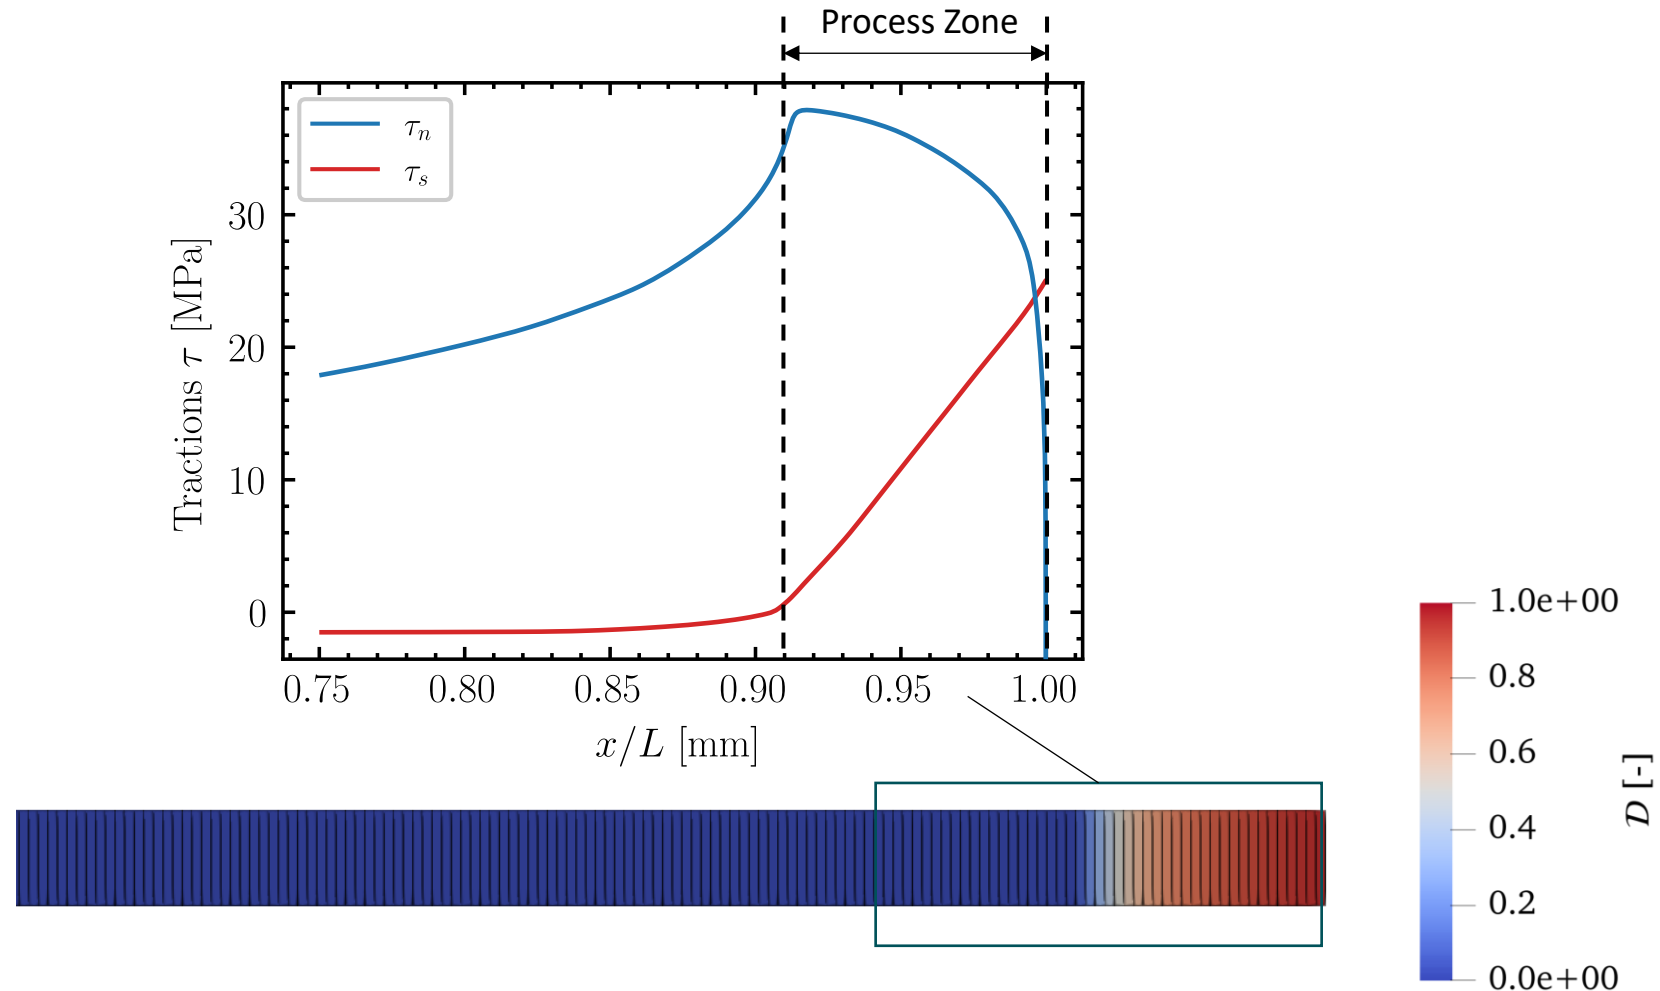 Process Zone
τₙ
τₛ
30
20
10
0
Tractions τ [MPa]
0.75 0.80 0.85 0.90 0.95 1.00
x/L [mm]
1.0e+00
0.8
0.6
0.4
0.2
0.0e+00
𝒟 [-]